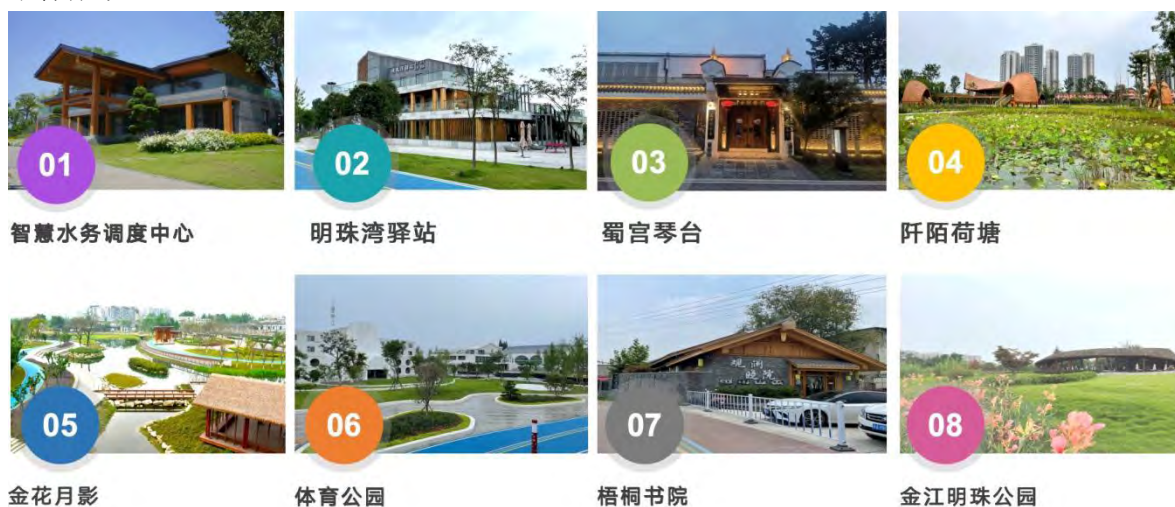 01
02
03
04
智慧水务调度中心
明珠湾驿站
蜀宫琴台
阡陌荷塘
05
06
07
08
金花月影
体育公园
梧桐书院
金江明珠公园